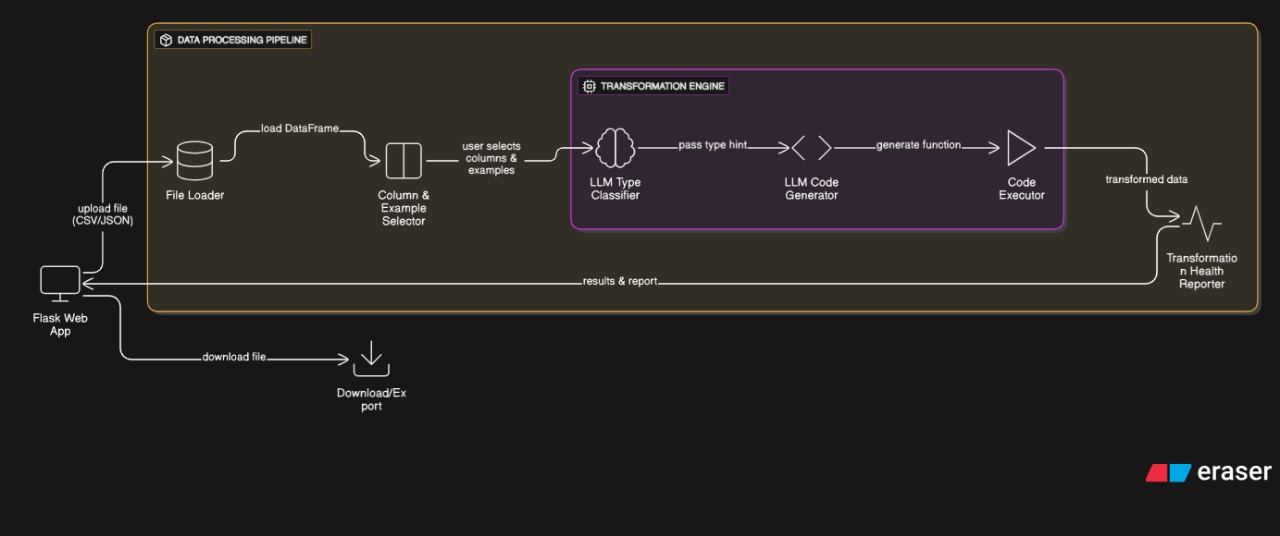 DATA PROCESSING PIPELINE
TRANSFORMATION ENGINE
load DataFrame
user selects
columns &
examples
pass type hint
generate function
File Loader
Column &
Example
Selector
LLM Type
Classifier
LLM Code
Generator
Code
Executor
transformed data
upload file
(CSV/JSON)
Transformatio
n Health
Reporter
results & report
Flask Web
App
download file
Download/Ex
port
eraser